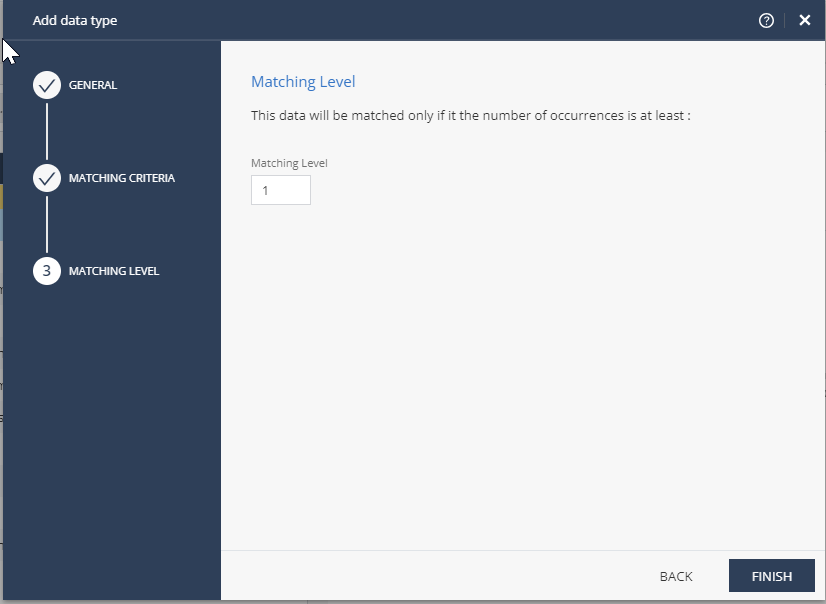 Add data type
GENERAL
MATCHING CRITERIA
3 MATCHING LEVEL
Matching Level
This data will be matched only if it the number of occurrences is at least :
Matching Level
1
BACK
FINISH